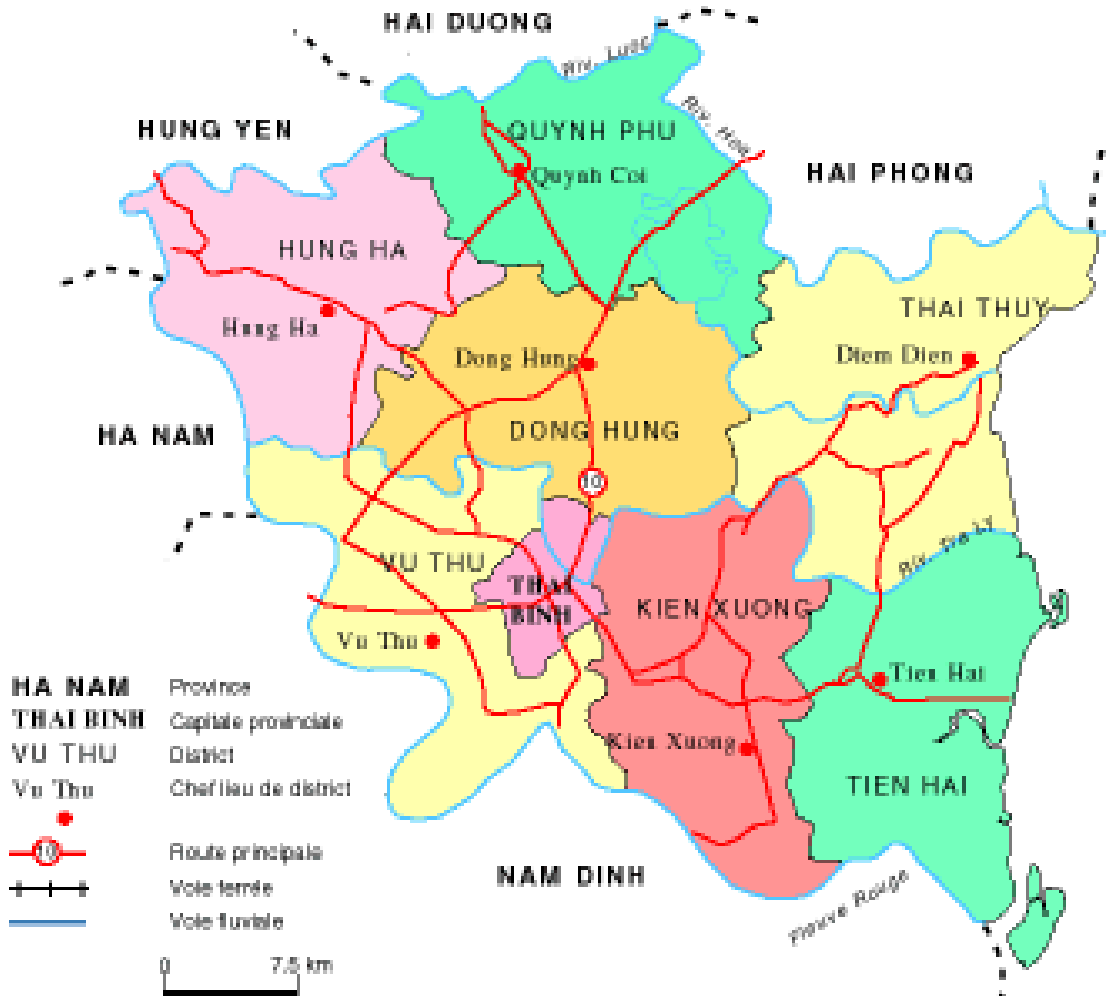 HAI DUONG
Riv. Luoc
HUNG YEN
QUYNH PHU
Riv. Hoa
Quynh Coi
HAI PHONG
HUNG HA
THAI THUY
Hung Ha
Dong Hung
Diem Dien
HA NAM
DONG HUNG
10
Riv. Tra Ly
VU THU
THAI
BINH
KIEN XUONG
Vu Thu
Tien Hai
HA NAM Province
THAI BINH Capitale provinciale
Kien Xuong
VU THU District
TIEN HAI
Vu Thu Chef lieu de district
10 Route principale
NAM DINH
Voie ferrée
Fleuve Rouge
Voie fluviale
0 7.5 km